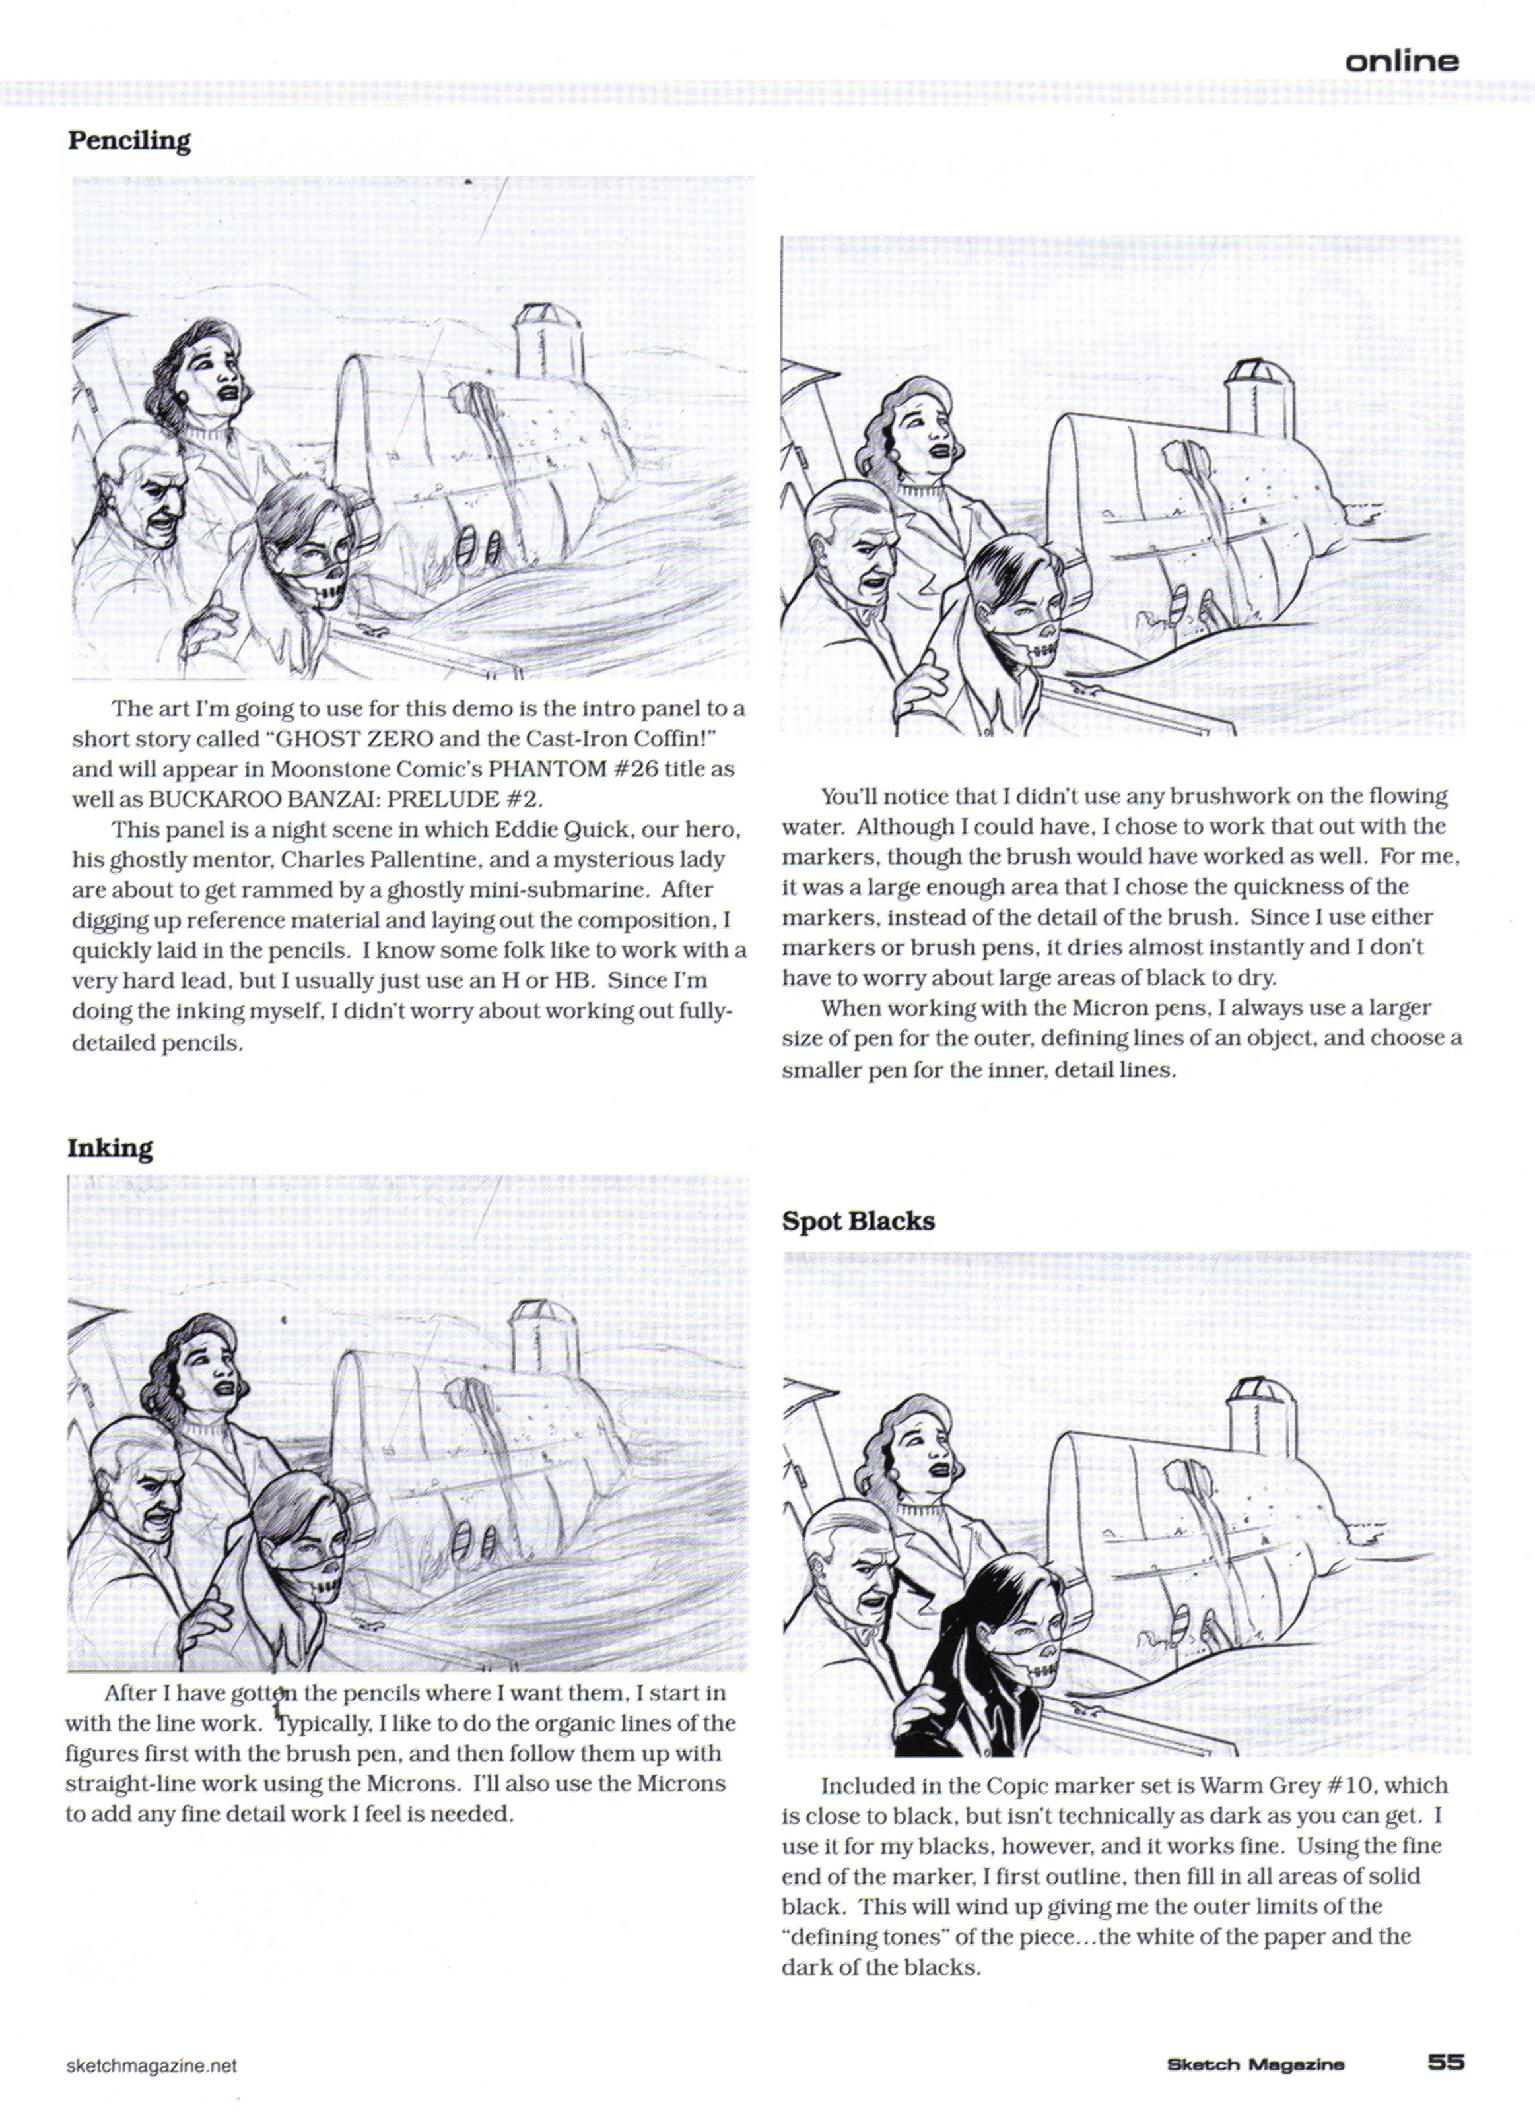 online
Penciling
The art I'm going to use for this demo is the intro panel to a
short story called “GHOST ZERO and the Cast-Iron Coffin!”
and will appear in Moonstone Comic's PHANTOM #26 title as
well as BUCKAROO BANZAI: PRELUDE #2.
This panel is a night scene in which Eddie Quick, our hero,
his ghostly mentor, Charles Pallentine, and a mysterious lady
are about to get rammed by a ghostly mini-submarine. After
digging up reference material and laying out the composition, I
quickly laid in the pencils. I know some folk like to work with a
very hard lead, but I usually just use an H or HB. Since I'm
doing the inking myself, I didn't worry about working out fully-
detailed pencils.
Inking
After I have gotten the pencils where I want them, I start in
with the line work. Typically, I like to do the organic lines of the
figures first with the brush pen, and then follow them up with
straight-line work using the Microns. I'll also use the Microns
to add any fine detail work I feel is needed.
You'll notice that I didn't use any brushwork on the flowing
water. Although I could have, I chose to work that out with the
markers, though the brush would have worked as well. For me,
it was a large enough area that I chose the quickness of the
markers, instead of the detail of the brush. Since I use either
markers or brush pens, it dries almost instantly and I don't
have to worry about large areas of black to dry.
When working with the Micron pens, I always use a larger
size of pen for the outer, defining lines of an object, and choose a
smaller pen for the inner, detail lines.
Spot Blacks
Included in the Copic marker set is Warm Grey #10, which
is close to black, but isn't technically as dark as you can get. I
use it for my blacks, however, and it works fine. Using the fine
end of the marker, I first outline, then fill in all areas of solid
black. This will wind up giving me the outer limits of the
“defining tones” of the piece...the white of the paper and the
dark of the blacks.
sketchmagazine.net
Sketch Magazine 55